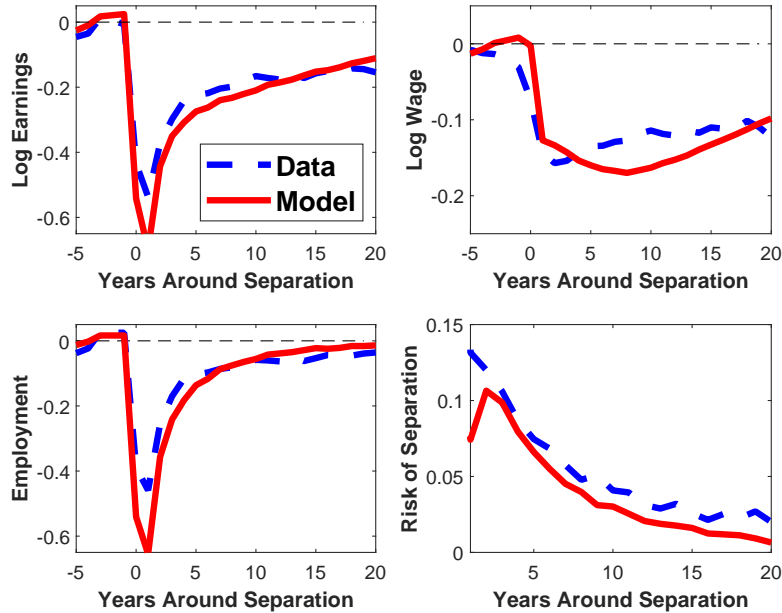 0
-0.2
-0.4
-0.6
Log Earnings
Data
Model
-5 0 5 10 15 20
Years Around Separation
0
-0.1
-0.2
Log Wage
-5 0 5 10 15 20
Years Around Separation
0
-0.2
-0.4
-0.6
Employment
-5 0 5 10 15 20
Years Around Separation
0.15
0.1
0.05
0
Risk of Separation
5 10 15 20
Years Around Separation